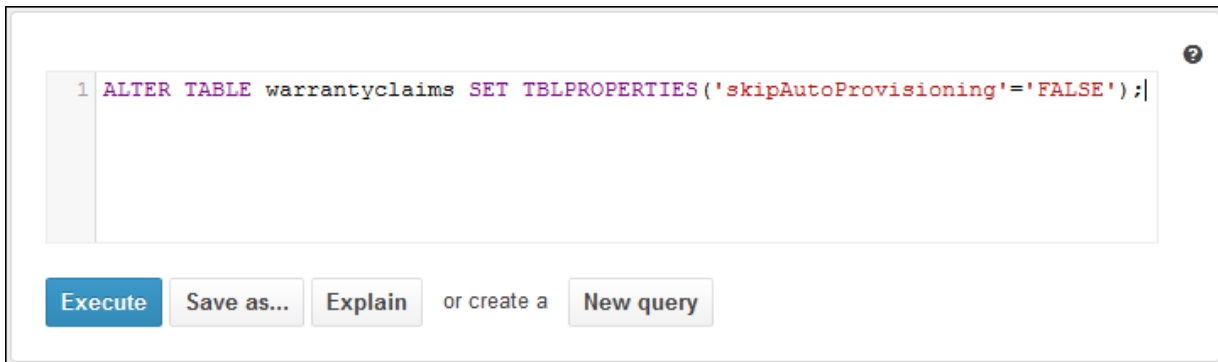 ?
1 ALTER TABLE warrantyclaims SET TBLPROPERTIES('skipAutoProvisioning'='FALSE');
Execute Save as... Explain or create a New query